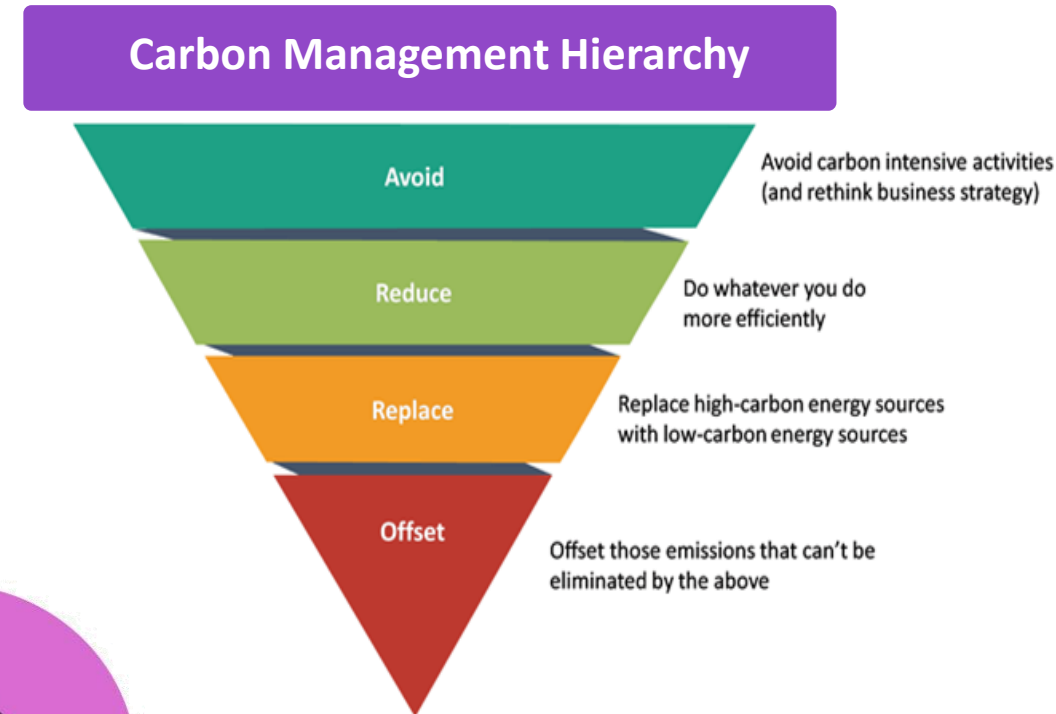 Carbon Management Hierarchy
Avoid
Avoid carbon intensive activities
(and rethink business strategy)
Reduce
Do whatever you do
more efficiently
Replace
Replace high-carbon energy sources
with low-carbon energy sources
Offset
Offset those emissions that can’t be
eliminated by the above